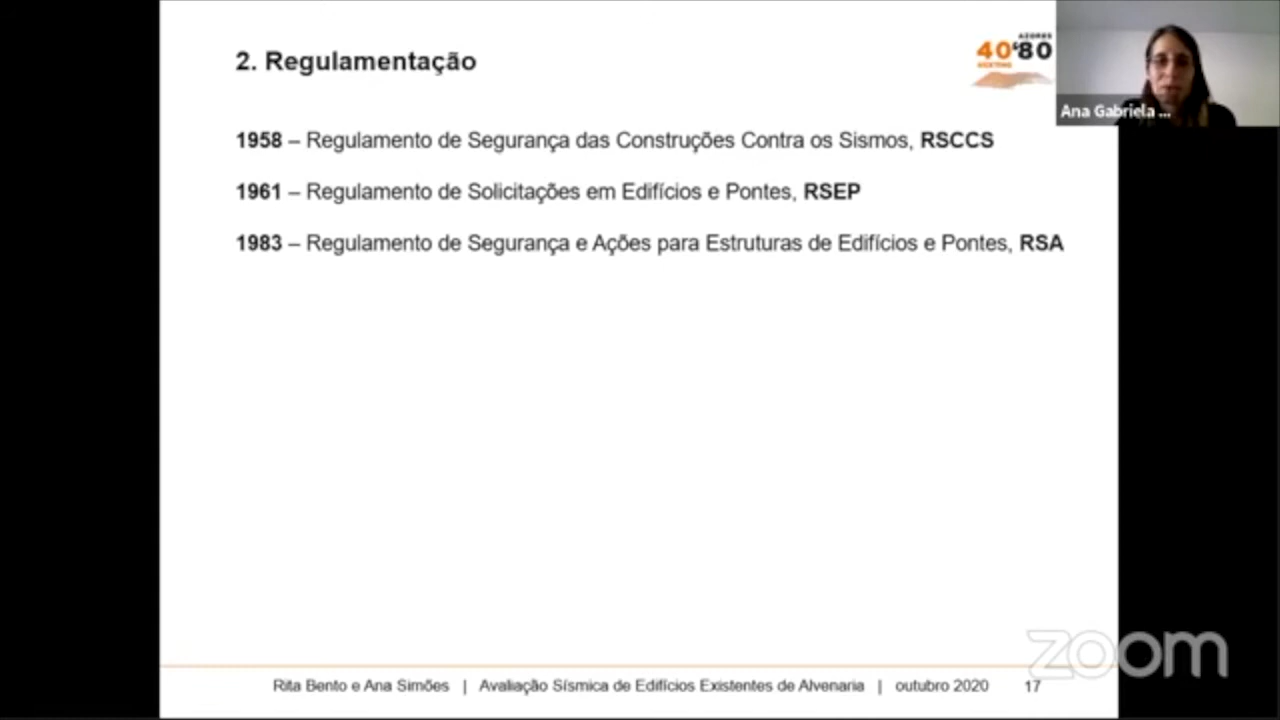 2. Regulamentação
AZORES
40'80
MEETING
Ana Gabriela ...
1958 – Regulamento de Segurança das Construções Contra os Sismos, RSCCS
1961 – Regulamento de Solicitações em Edifícios e Pontes, RSEP
1983 – Regulamento de Segurança e Ações para Estruturas de Edifícios e Pontes, RSA
zoom
Rita Bento e Ana Simões | Avaliação Sísmica de Edifícios Existentes de Alvenaria | outubro 2020 17